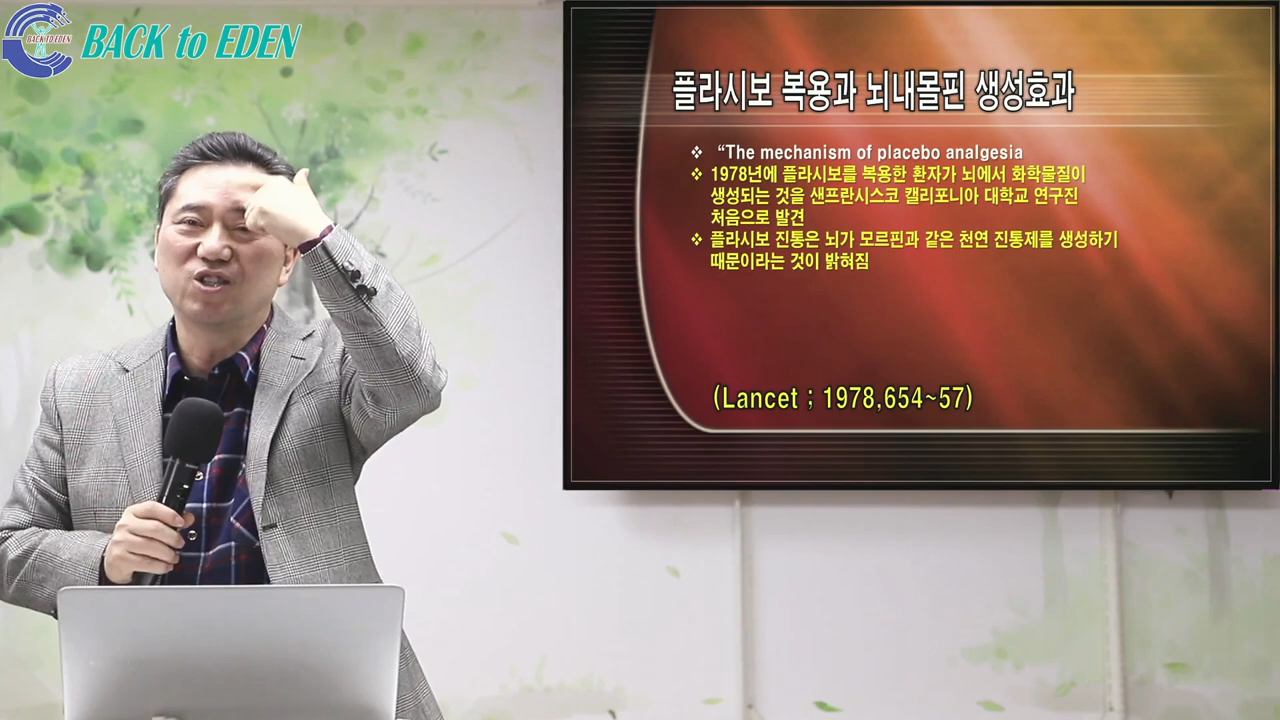 BACK TO EDEN
BACK to EDEN
플라시보 복용과 뇌내몰핀 생성효과
❖ “The mechanism of placebo analgesia
❖ 1978년에 플라시보를 복용한 환자가 뇌에서 화학물질이
생성되는 것을 샌프란시스코 캘리포니아 대학교 연구진
처음으로 발견
❖ 플라시보 진통은 뇌가 모르핀과 같은 천연 진통제를 생성하기
때문이라는 것이 밝혀짐
(Lancet ; 1978,654~57)